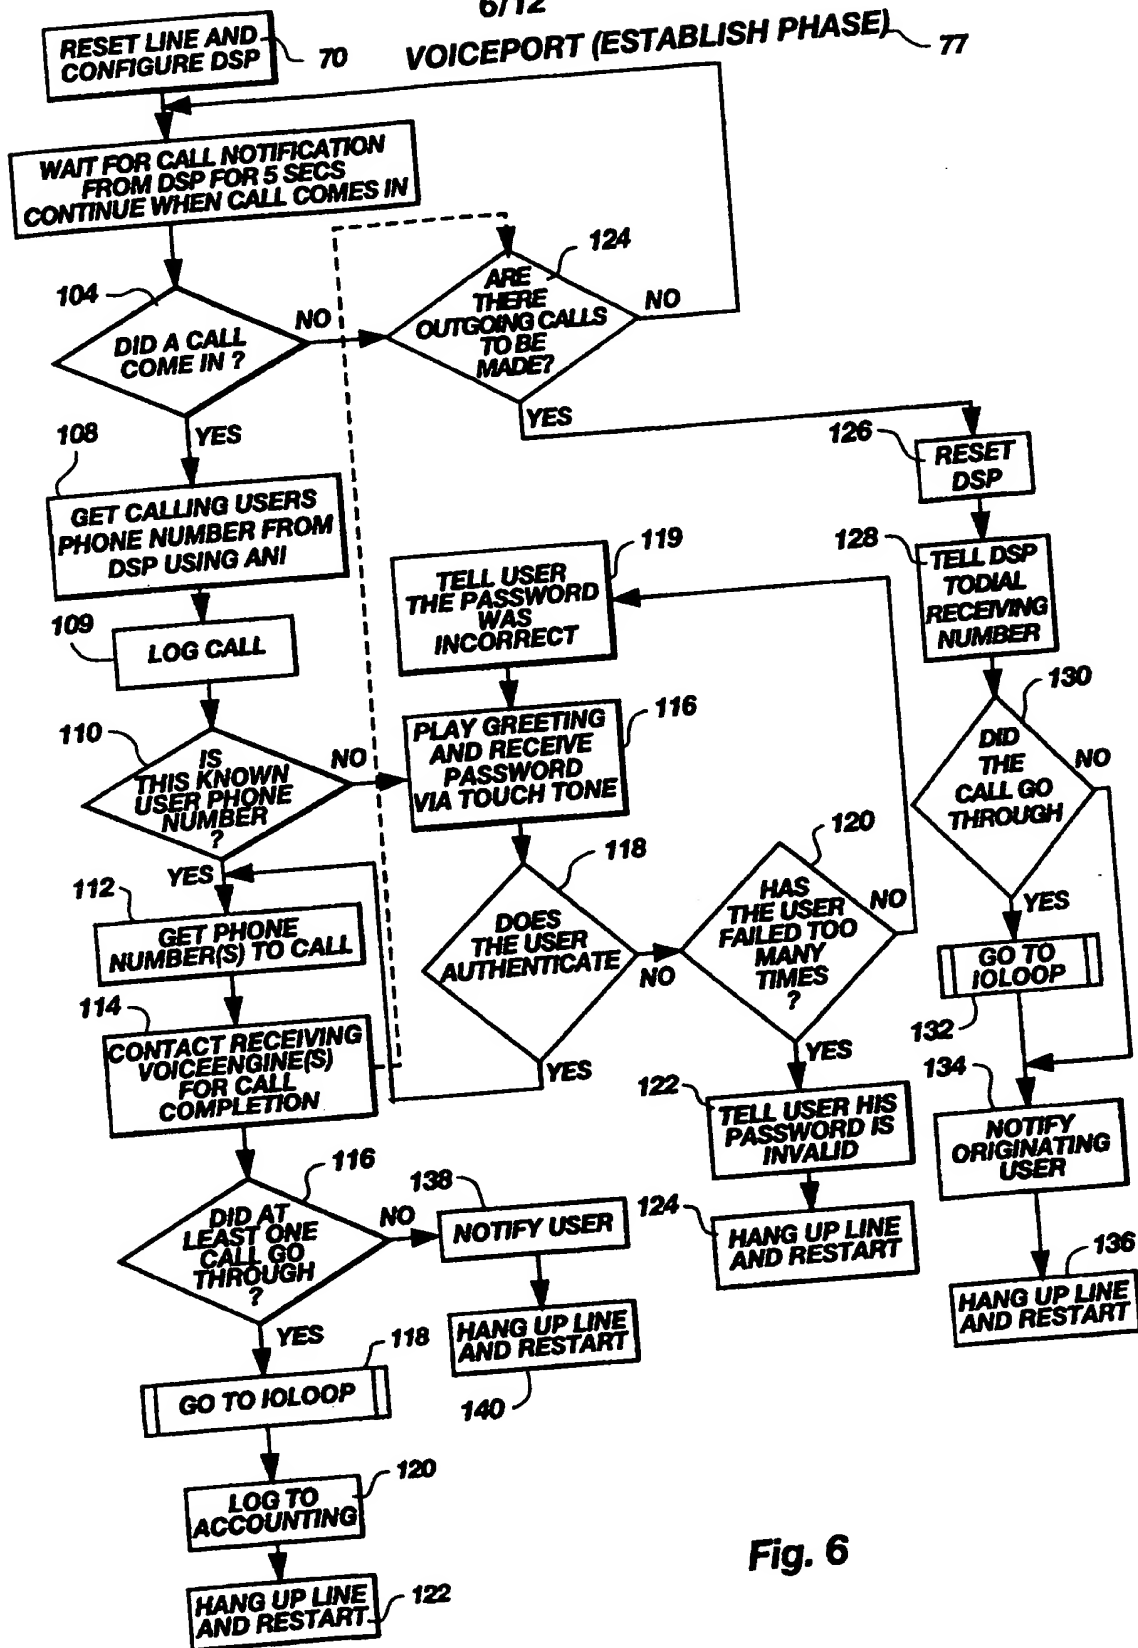 6/12
VOICEPORT (ESTABLISH PHASE)
77
RESET LINE AND
CONFIGURE DSP
70
WAIT FOR CALL NOTIFICATION
FROM DSP FOR 5 SECS
CONTINUE WHEN CALL COMES IN
104
DID A CALL
COME IN ?
NO
YES
124
ARE
THERE
OUTGOING CALLS
TO BE
MADE?
NO
YES
108
GET CALLING USERS
PHONE NUMBER FROM
DSP USING ANI
109
LOG CALL
110
IS
THIS KNOWN
USER PHONE
NUMBER
?
NO
YES
119
TELL USER
THE PASSWORD
WAS
INCORRECT
116
PLAY GREETING
AND RECEIVE
PASSWORD
VIA TOUCH TONE
118
DOES
THE USER
AUTHENTICATE
NO
YES
120
HAS
THE USER
FAILED TOO
MANY
TIMES
?
NO
YES
122
TELL USER HIS
PASSWORD IS
INVALID
124
HANG UP LINE
AND RESTART
126
RESET
DSP
128
TELL DSP
TODIAL
RECEIVING
NUMBER
130
DID
THE
CALL GO
THROUGH
NO
YES
GO TO
IOLOOP
132
134
NOTIFY
ORIGINATING
USER
136
HANG UP LINE
AND RESTART
112
GET PHONE
NUMBER(S) TO CALL
114
CONTACT RECEIVING
VOICEENGINE(S)
FOR CALL
COMPLETION
116
DID AT
LEAST ONE
CALL GO
THROUGH
?
NO
YES
138
NOTIFY USER
HANG UP LINE
AND RESTART
140
118
GO TO IOLOOP
120
LOG TO
ACCOUNTING
HANG UP LINE
AND RESTART
122
Fig. 6